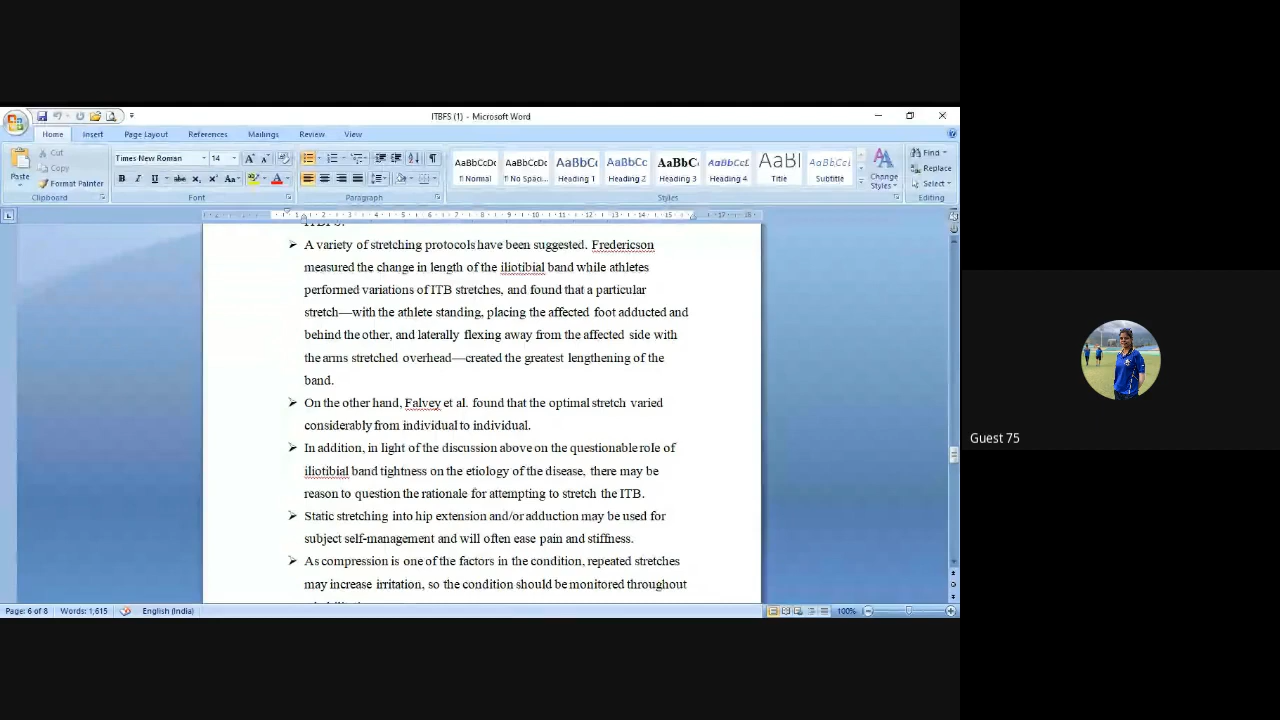 ITBFS (1) - Microsoft Word
Home Insert Page Layout References Mailings Review View
Paste
Cut
Copy
Format Painter
Clipboard
Times New Roman 14
Font
Paragraph
AaBbCcDc AaBbCcDc AaBbC AaBbCc AaBbC AaBbCcE AaB AaBbCcL
¶ Normal ¶ No Spaci... Heading 1 Heading 2 Heading 3 Heading 4 Title Subtitle
Change Styles
Styles
Find
Replace
Select
Editing
➢ A variety of stretching protocols have been suggested. Fredericson
measured the change in length of the iliotibial band while athletes
performed variations of ITB stretches, and found that a particular
stretch—with the athlete standing, placing the affected foot adducted and
behind the other, and laterally flexing away from the affected side with
the arms stretched overhead—created the greatest lengthening of the
band.
➢ On the other hand, Falvey et al. found that the optimal stretch varied
considerably from individual to individual.
➢ In addition, in light of the discussion above on the questionable role of
iliotibial band tightness on the etiology of the disease, there may be
reason to question the rationale for attempting to stretch the ITB.
➢ Static stretching into hip extension and/or adduction may be used for
subject self-management and will often ease pain and stiffness.
➢ As compression is one of the factors in the condition, repeated stretches
may increase irritation, so the condition should be monitored throughout
Page: 6 of 8 Words: 1,615 English (India) 100%
Guest 75